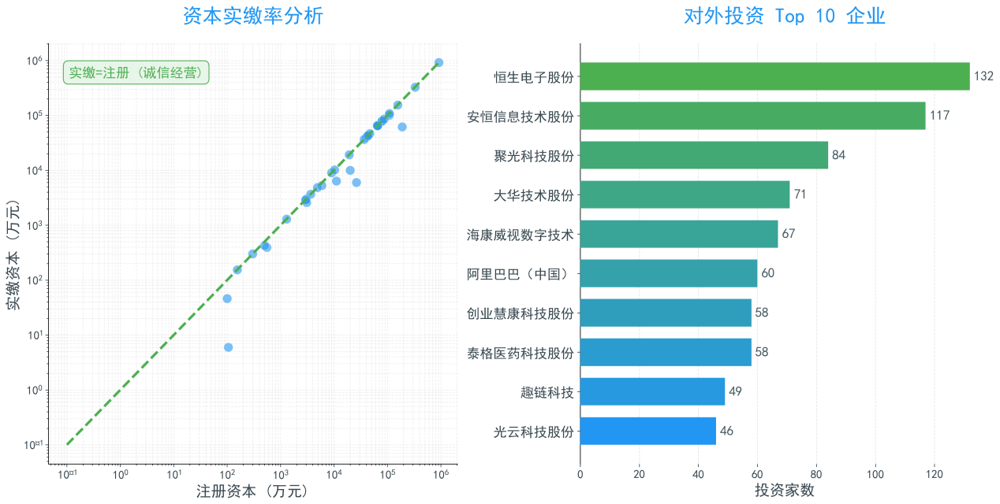 资本实缴率分析
实缴=注册（诚信经营）
实缴资本（万元）
10⁶
10⁵
10⁴
10³
10²
10¹
10⁰
10¤¹
10¤¹ 10⁰ 10¹ 10² 10³ 10⁴ 10⁵ 10⁶
注册资本（万元）
对外投资 Top 10 企业
恒生电子股份 132
安恒信息技术股份 117
聚光科技股份 84
大华技术股份 71
海康威视数字技术 67
阿里巴巴（中国） 60
创业慧康科技股份 58
泰格医药科技股份 58
趣链科技 49
光云科技股份 46
0 20 40 60 80 100 120
投资家数